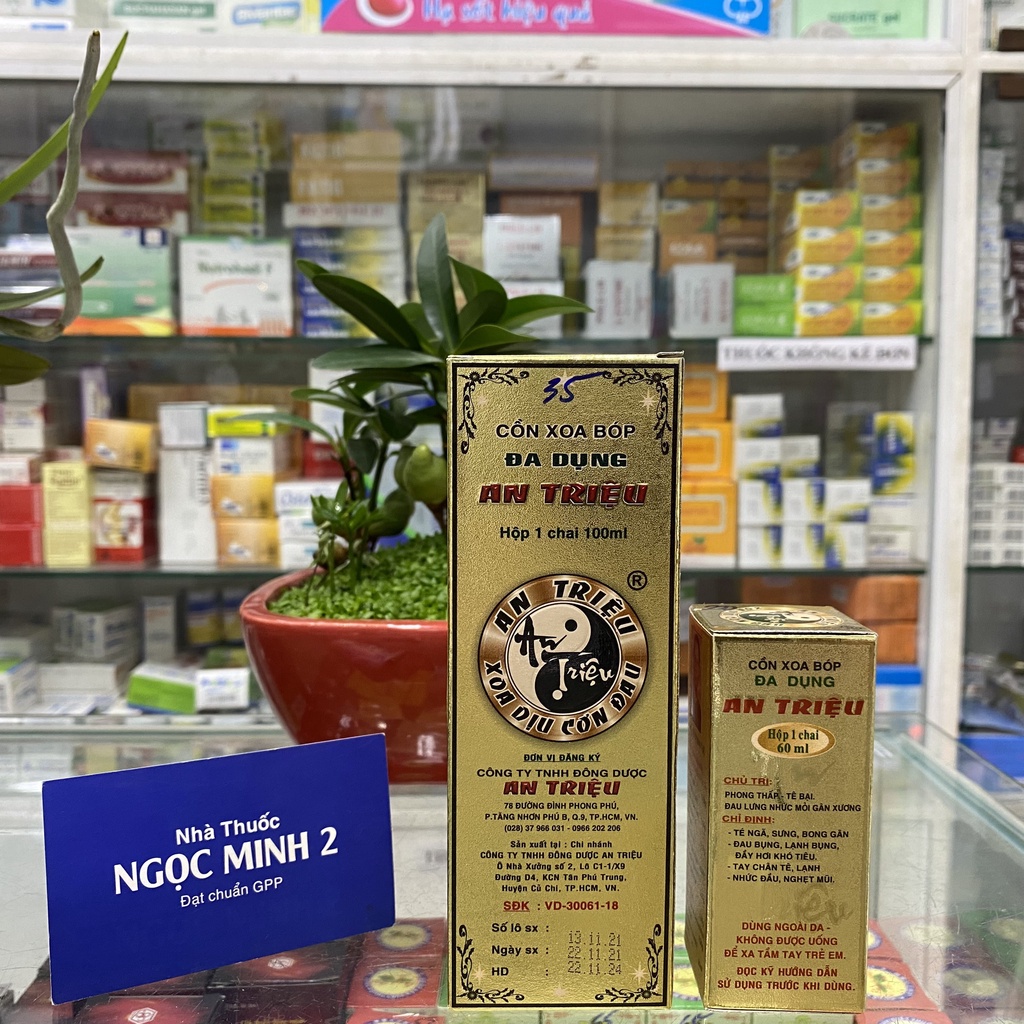 Hạ sốt hiệu quả
THUỐC KHÔNG KÊ ĐƠN
35
CỒN XOA BÓP
ĐA DỤNG
AN TRIỆU
Hộp 1 chai 100ml
®
AN TRIỆU
An
Triệu
XOA DỊU CƠN ĐAU
ĐƠN VỊ ĐĂNG KÝ
CÔNG TY TNHH ĐÔNG DƯỢC
AN TRIỆU
78 ĐƯỜNG ĐÌNH PHONG PHÚ,
P.TĂNG NHƠN PHÚ B, Q.9, TP.HCM, VN.
(028) 37 966 031 - 0966 202 206
Sản xuất tại : Chi nhánh
CÔNG TY TNHH ĐÔNG DƯỢC AN TRIỆU
Ô Nhà Xưởng số 2, Lô C1-1/X9
Đường D4, KCN Tân Phú Trung,
Huyện Củ Chi, TP.HCM, VN.
SĐK : VD-30061-18
Số lô sx : 13.11.21
Ngày sx : 22.11.21
HD : 22.11.24
CỒN XOA BÓP
ĐA DỤNG
AN TRIỆU
Hộp 1 chai
60 ml
CHỦ TRỊ:
PHONG THẤP - TÊ BẠI.
ĐAU LƯNG NHỨC MỎI GÂN XƯƠNG
CHỈ ĐỊNH:
- TÉ NGÃ, SƯNG, BONG GÂN
- ĐAU BỤNG, LẠNH BỤNG,
ĐẦY HƠI KHÓ TIÊU.
- TAY CHÂN TÊ, LẠNH
- NHỨC ĐẦU, NGHẸT MŨI.
DÙNG NGOÀI DA -
KHÔNG ĐƯỢC UỐNG
ĐỂ XA TẦM TAY TRẺ EM.
ĐỌC KỸ HƯỚNG DẪN
SỬ DỤNG TRƯỚC KHI DÙNG.
Nhà Thuốc
NGỌC MINH 2
Đạt chuẩn GPP